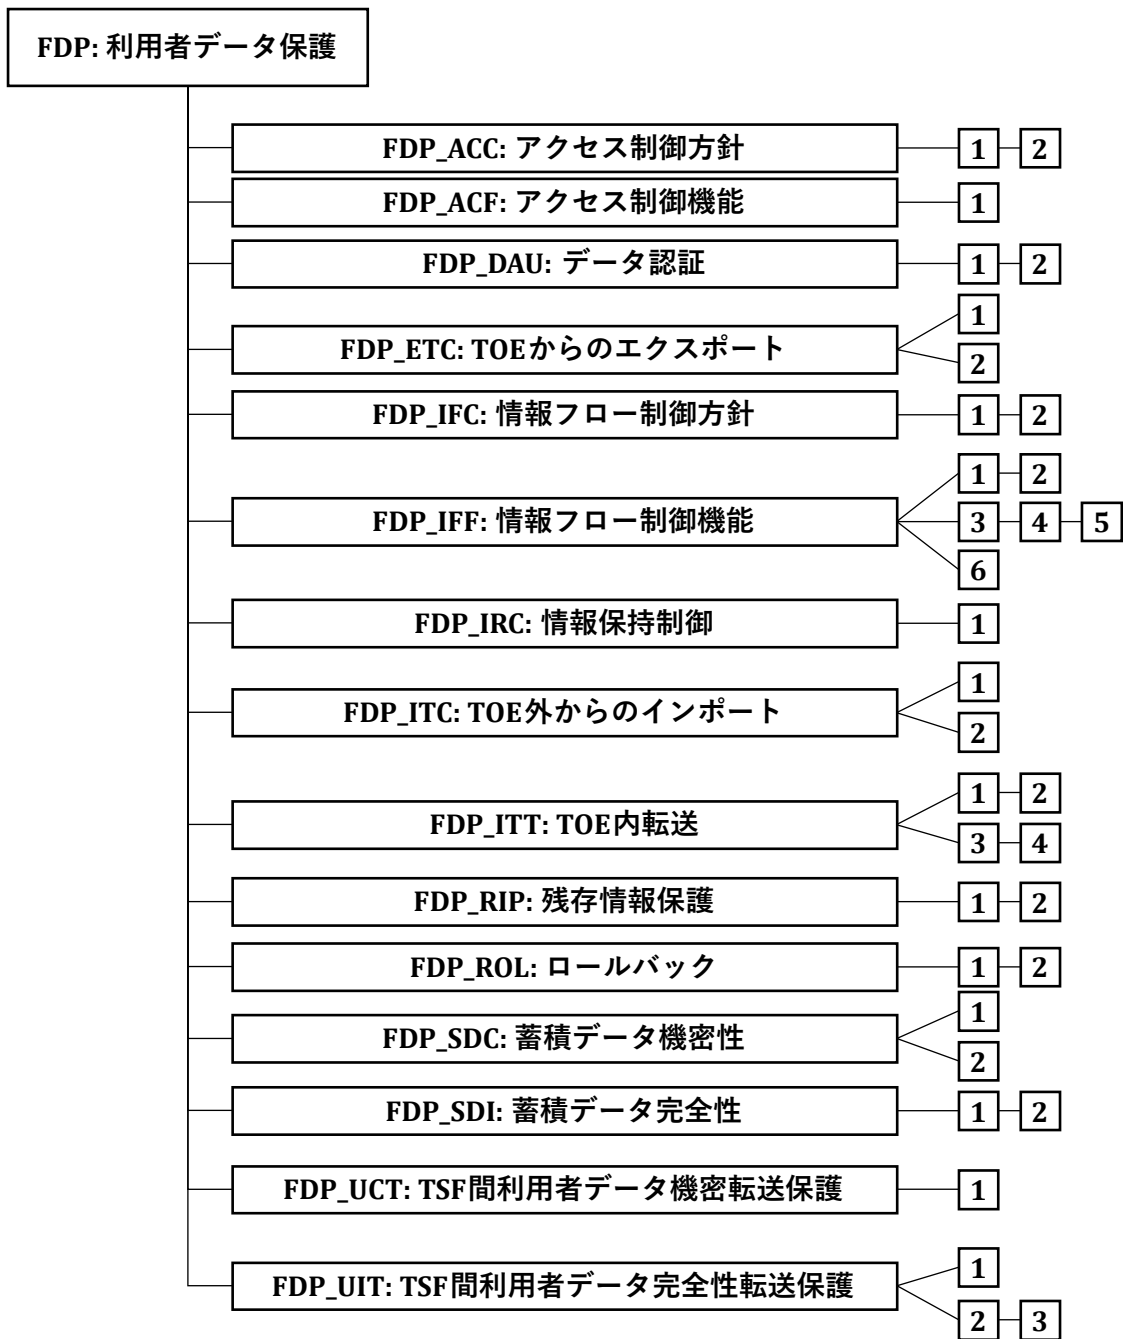 FDP: 利用者データ保護
FDP_ACC: アクセス制御方針 1 2
FDP_ACF: アクセス制御機能 1
FDP_DAU: データ認証 1 2
FDP_ETC: TOEからのエクスポート 1
2
FDP_IFC: 情報フロー制御方針 1 2
FDP_IFF: 情報フロー制御機能 1 2
3 4 5
6
FDP_IRC: 情報保持制御 1
FDP_ITC: TOE外からのインポート 1
2
FDP_ITT: TOE内転送 1 2
3 4
FDP_RIP: 残存情報保護 1 2
FDP_ROL: ロールバック 1 2
FDP_SDC: 蓄積データ機密性 1
2
FDP_SDI: 蓄積データ完全性 1 2
FDP_UCT: TSF間利用者データ機密転送保護 1
FDP_UIT: TSF間利用者データ完全性転送保護 1
2 3